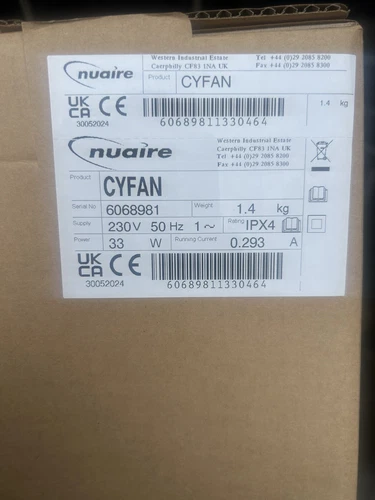 nuaire
Western Industrial Estate
Caerphilly CF83 1NA UK
Tel +44 (0)29 2085 8200
Fax +44 (0)29 2085 8300
Product CYFAN
UK CA CE
30052024
60689811330464
1.4 kg
nuaire
Western Industrial Estate
Caerphilly CF83 1NA UK
Tel +44 (0)29 2085 8200
Fax +44 (0)29 2085 8300
Product CYFAN
Serial No 6068981 Weight 1.4 kg
Supply 230V 50 Hz 1~ Rating IPX4
Power 33 W Running Current 0.293 A
UK CA CE
30052024
60689811330464